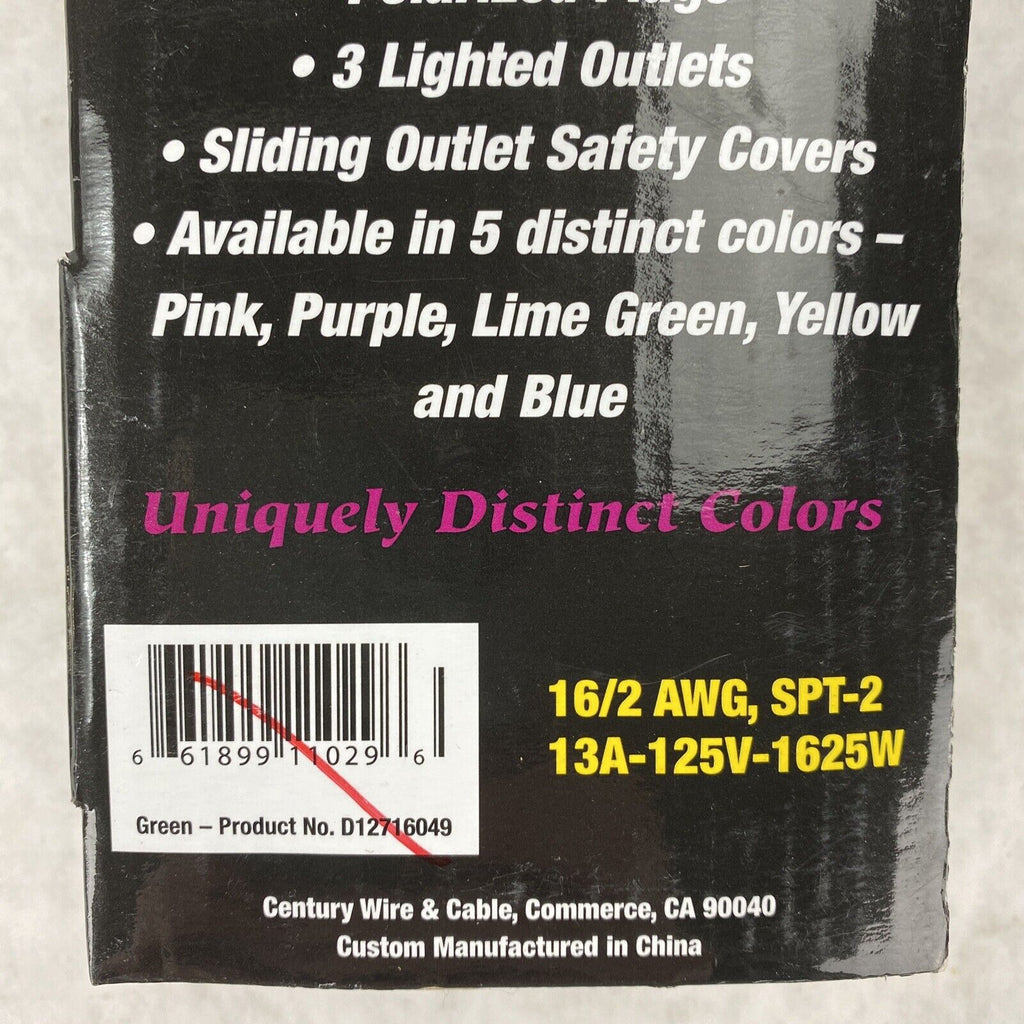 Polarized Plugs
• 3 Lighted Outlets
• Sliding Outlet Safety Covers
• Available in 5 distinct colors –
Pink, Purple, Lime Green, Yellow
and Blue
Uniquely Distinct Colors
6 61899 11029 6
Green – Product No. D12716049
16/2 AWG, SPT-2
13A-125V-1625W
Century Wire & Cable, Commerce, CA 90040
Custom Manufactured in China